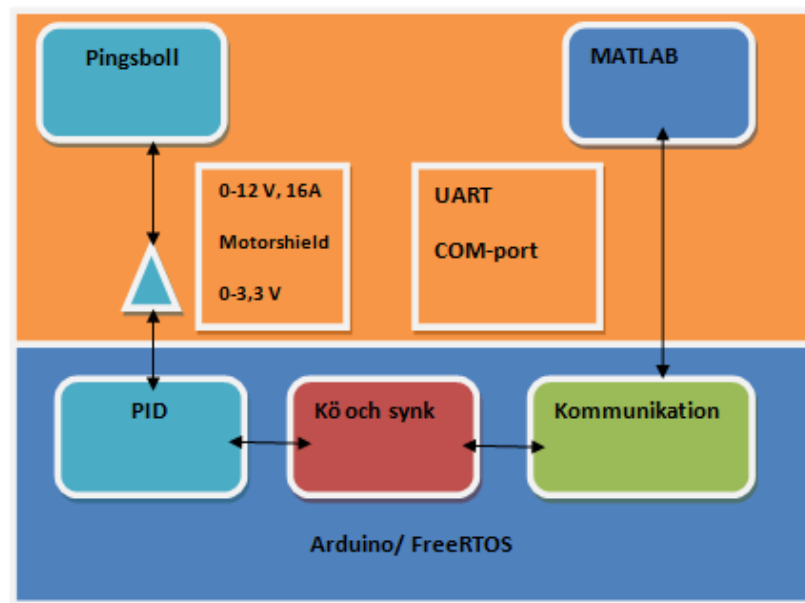 Pingsboll
MATLAB
0-12 V, 16A
Motorshield
0-3,3 V
UART
COM-port
PID
Kö och synk
Kommunikation
Arduino/ FreeRTOS